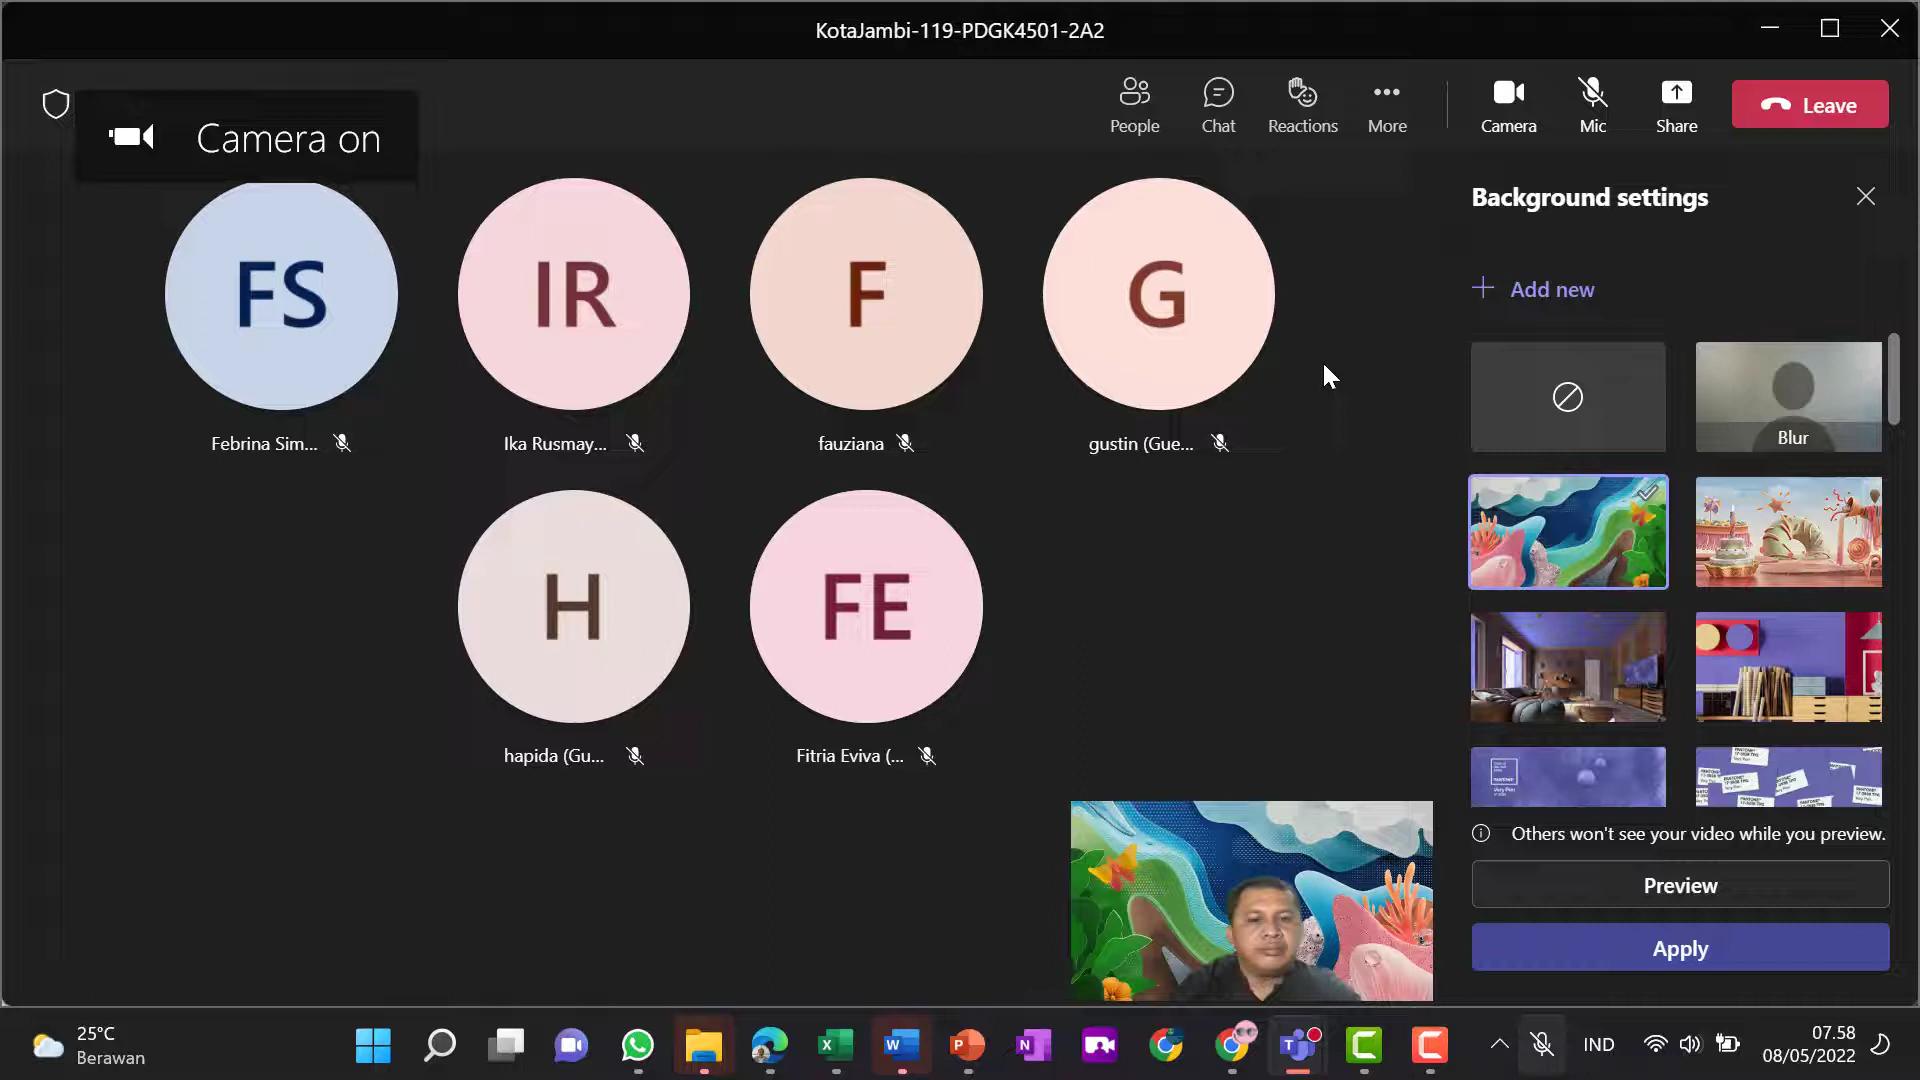 KotaJambi-119-PDGK4501-2A2
Camera on
People
Chat
Reactions
More
Camera
Mic
Share
Leave
FS
IR
F
G
Febrina Sim...
Ika Rusmay...
fauziana
gustin (Gue...
H
FE
hapida (Gu...
Fitria Eviva (...
Background settings
Add new
Blur
Others won't see your video while you preview.
Preview
Apply
25°C
Berawan
IND
07.58
08/05/2022